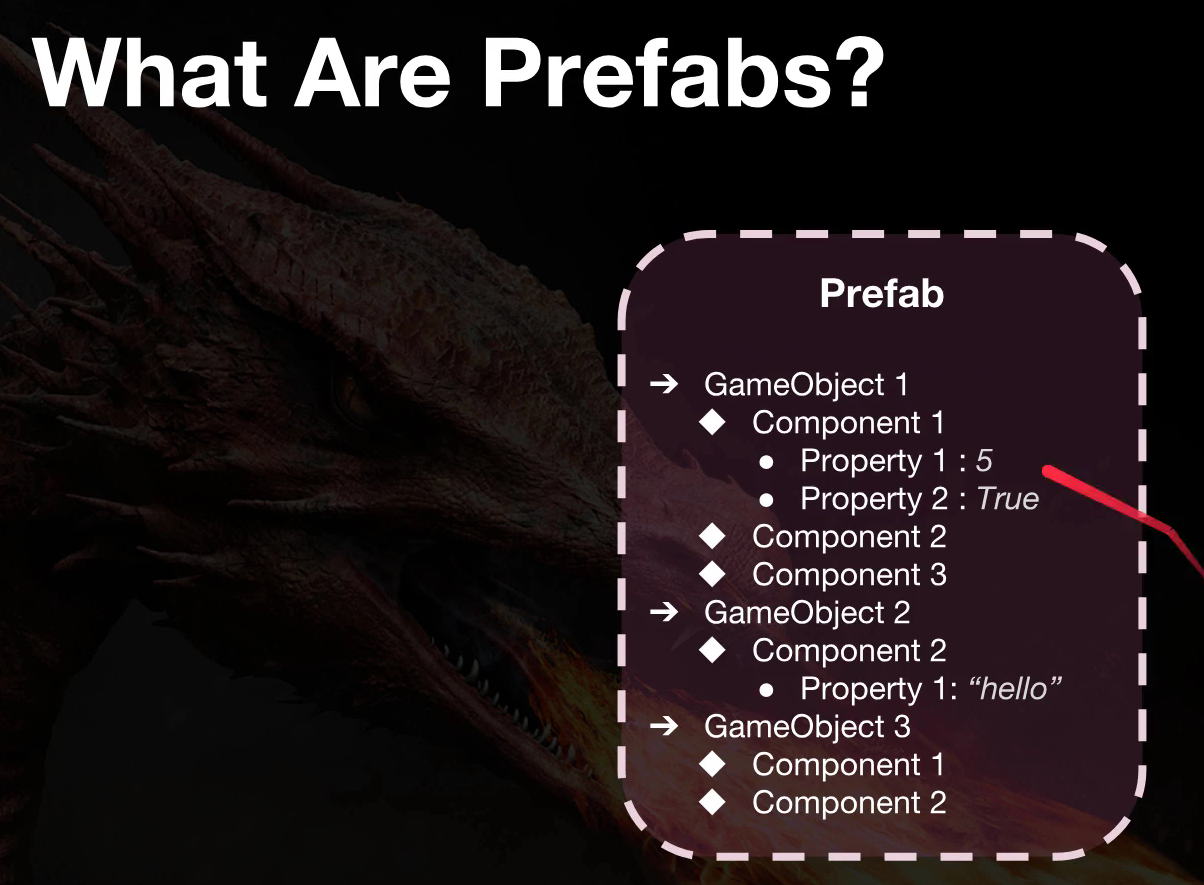 What Are Prefabs?
Prefab
➔ GameObject 1
◆ Component 1
● Property 1 : 5
● Property 2 : True
◆ Component 2
◆ Component 3
➔ GameObject 2
◆ Component 2
● Property 1: “hello”
➔ GameObject 3
◆ Component 1
◆ Component 2